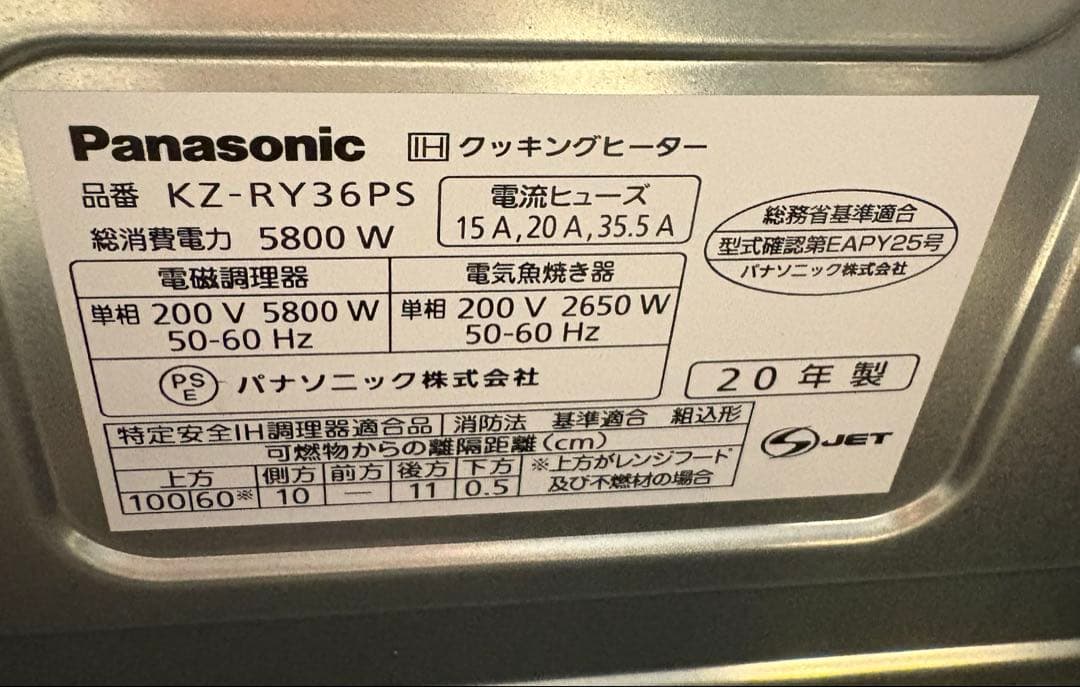 Panasonic IH クッキングヒーター
品番 KZ-RY36PS
総消費電力 5800 W
電流ヒューズ
15 A, 20 A, 35.5 A
総務省基準適合
型式確認第EAPY25号
パナソニック株式会社
電磁調理器 電気魚焼き器
単相 200 V 5800 W 単相 200 V 2650 W
50-60 Hz 50-60 Hz
PSE パナソニック株式会社
20年製
特定安全IH調理器適合品 消防法 基準適合 組込形
可燃物からの離隔距離(cm)
上方 側方 前方 後方 下方 ※上方がレンジフード
100 60※ 10 — 11 0.5 及び不燃材の場合
S JET